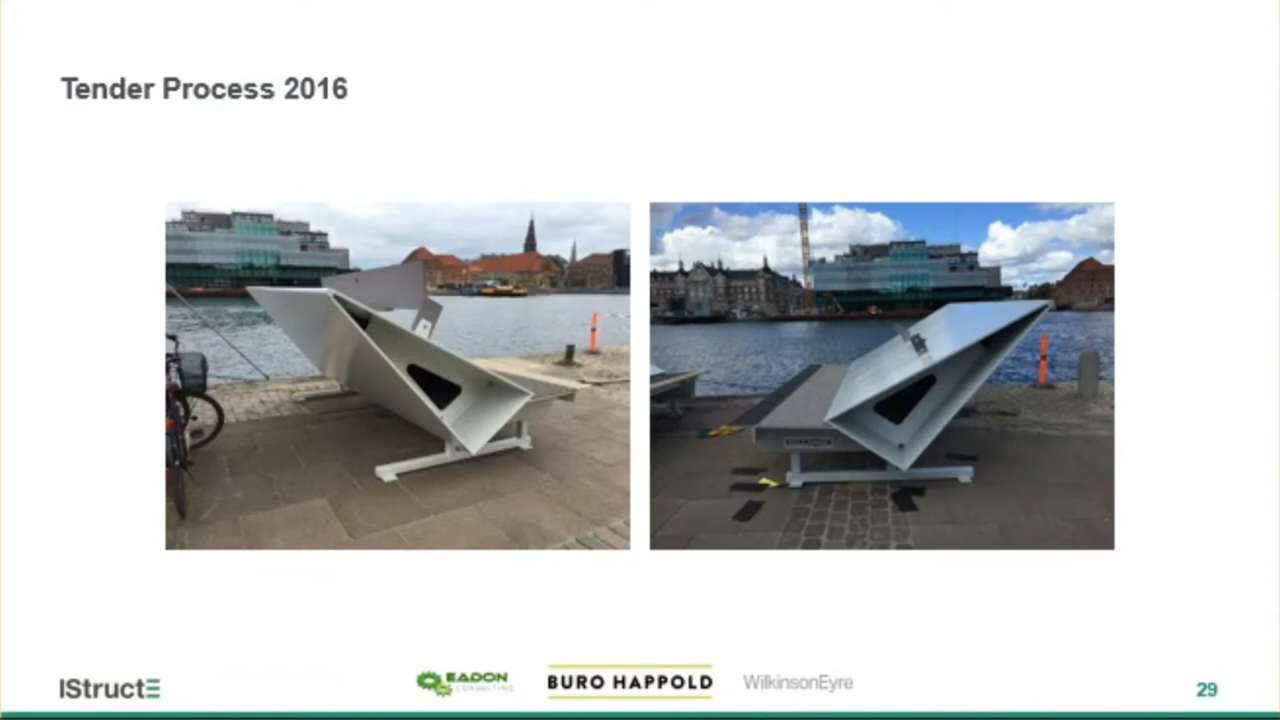 Tender Process 2016
IStructE
EADON
CONSULTING
BURO HAPPOLD
WilkinsonEyre
29